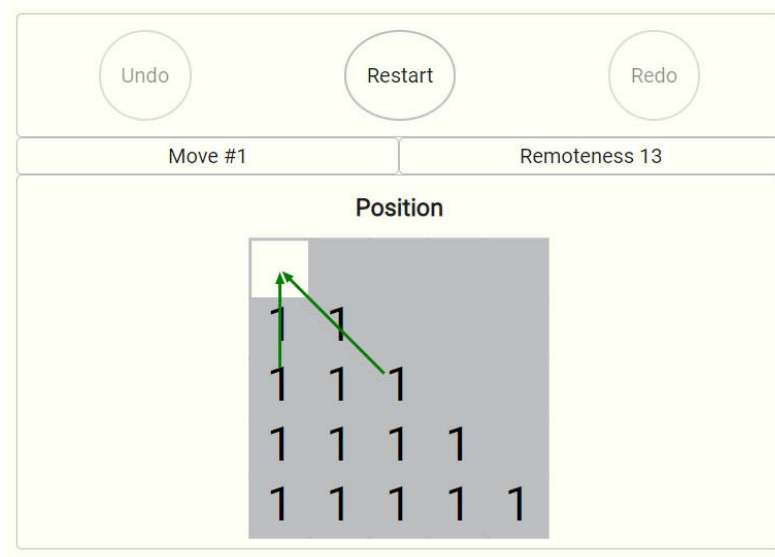 Undo Restart Redo
Move #1 Remoteness 13
Position
1 1
1 1 1
1 1 1 1
1 1 1 1 1